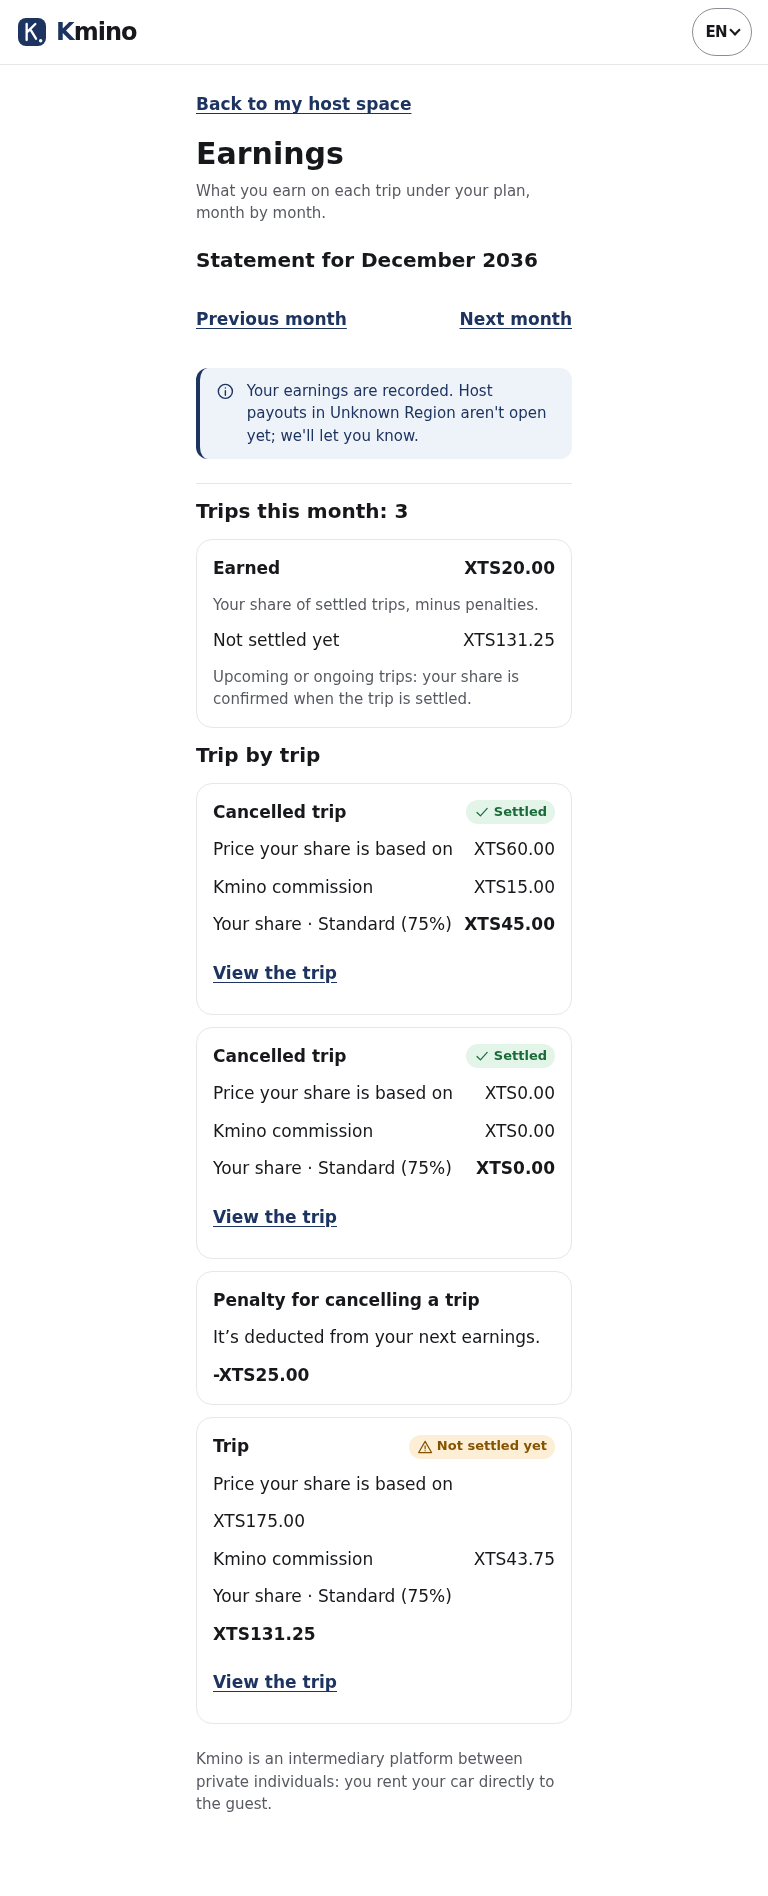 Kmino
EN
Back to my host space
Earnings
What you earn on each trip under your plan,
month by month.
Statement for December 2036
Previous month
Next month
Your earnings are recorded. Host
payouts in Unknown Region aren't open
yet; we'll let you know.
Trips this month: 3
Earned XTS20.00
Your share of settled trips, minus penalties.
Not settled yet XTS131.25
Upcoming or ongoing trips: your share is
confirmed when the trip is settled.
Trip by trip
Cancelled trip Settled
Price your share is based on XTS60.00
Kmino commission XTS15.00
Your share · Standard (75%) XTS45.00
View the trip
Cancelled trip Settled
Price your share is based on XTS0.00
Kmino commission XTS0.00
Your share · Standard (75%) XTS0.00
View the trip
Penalty for cancelling a trip
It’s deducted from your next earnings.
-XTS25.00
Trip Not settled yet
Price your share is based on
XTS175.00
Kmino commission XTS43.75
Your share · Standard (75%)
XTS131.25
View the trip
Kmino is an intermediary platform between
private individuals: you rent your car directly to
the guest.